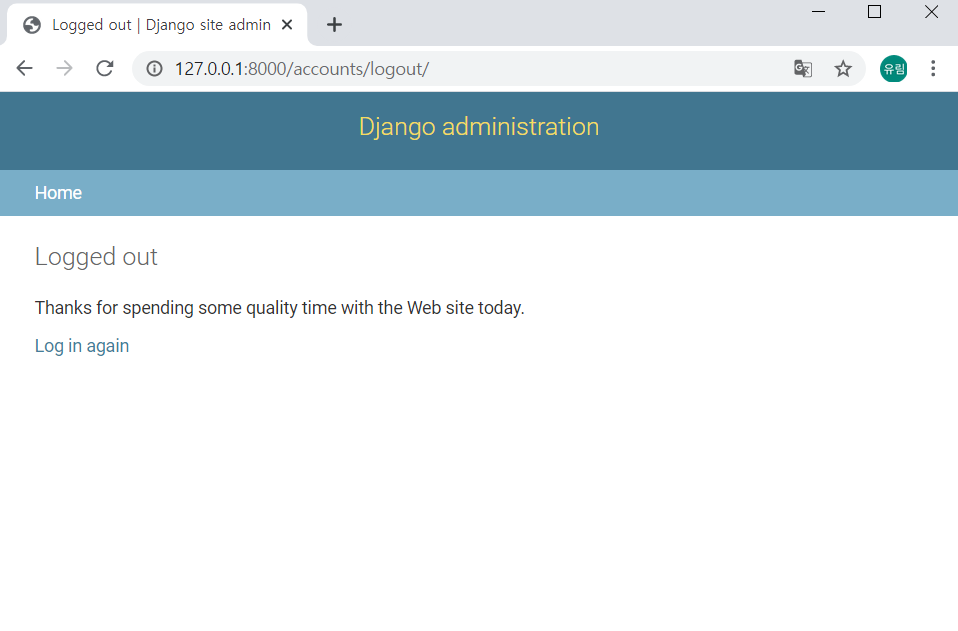 Logged out | Django site admin
127.0.0.1:8000/accounts/logout/
유림
Django administration
Home
Logged out
Thanks for spending some quality time with the Web site today.
Log in again